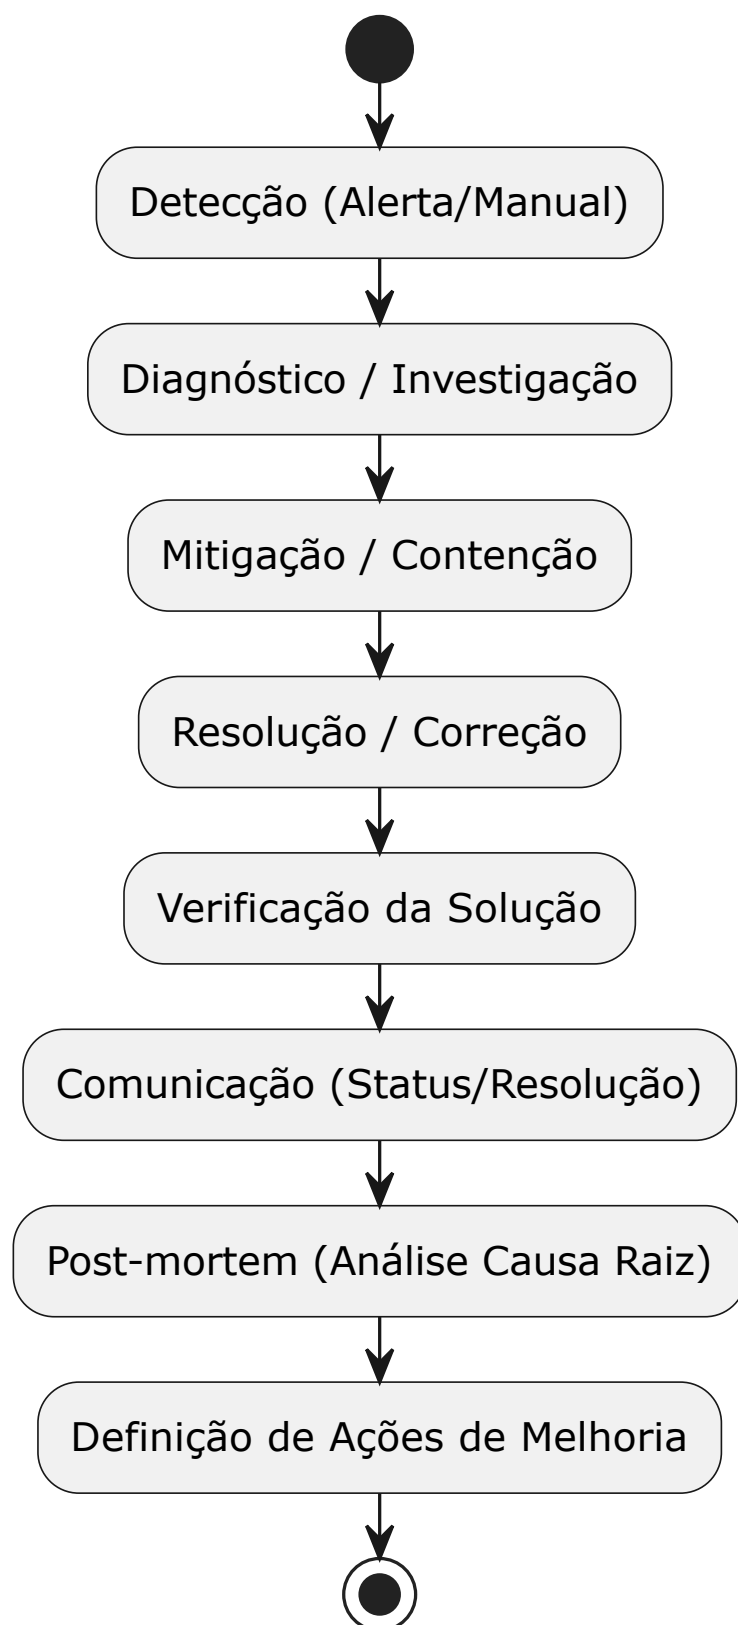 Detecção (Alerta/Manual)
Diagnóstico / Investigação
Mitigação / Contenção
Resolução / Correção
Verificação da Solução
Comunicação (Status/Resolução)
Post-mortem (Análise Causa Raiz)
Definição de Ações de Melhoria